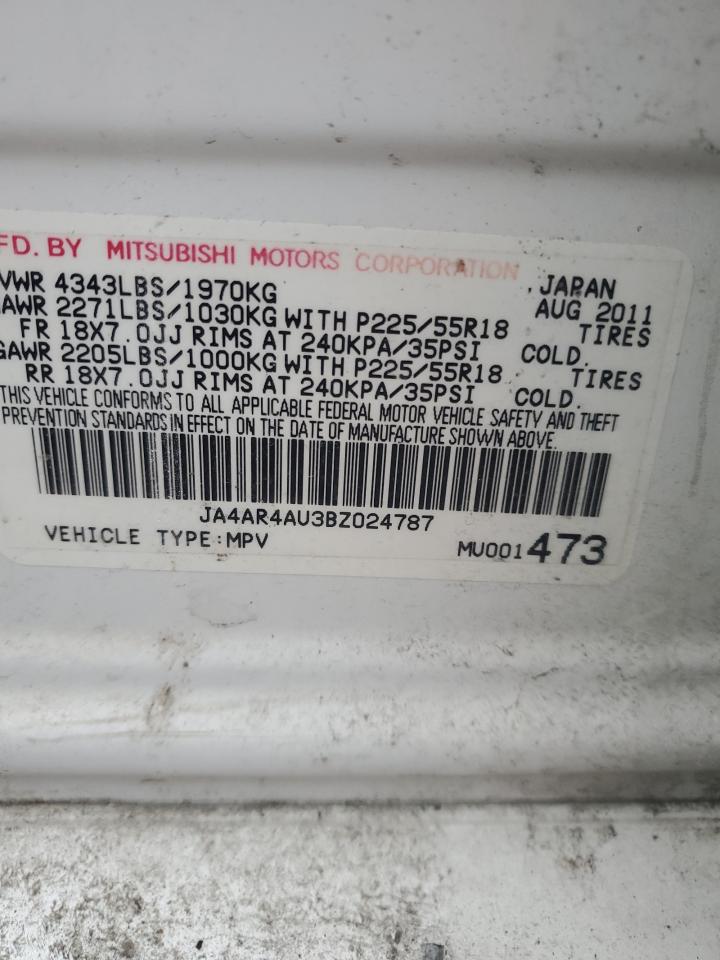 FD. BY MITSUBISHI MOTORS CORPORATION
VWR 4343LBS/1970KG , JAPAN
AWR 2271LBS/1030KG WITH P225/55R18 AUG 2011
FR 18X7.0JJ RIMS AT 240KPA/35PSI TIRES
COLD.
GAWR 2205LBS/1000KG WITH P225/55R18 TIRES
RR 18X7.0JJ RIMS AT 240KPA/35PSI COLD.
THIS VEHICLE CONFORMS TO ALL APPLICABLE FEDERAL MOTOR VEHICLE SAFETY AND THEFT
PREVENTION STANDARDS IN EFFECT ON THE DATE OF MANUFACTURE SHOWN ABOVE.
JA4AR4AU3BZ024787
VEHICLE TYPE:MPV MU001473